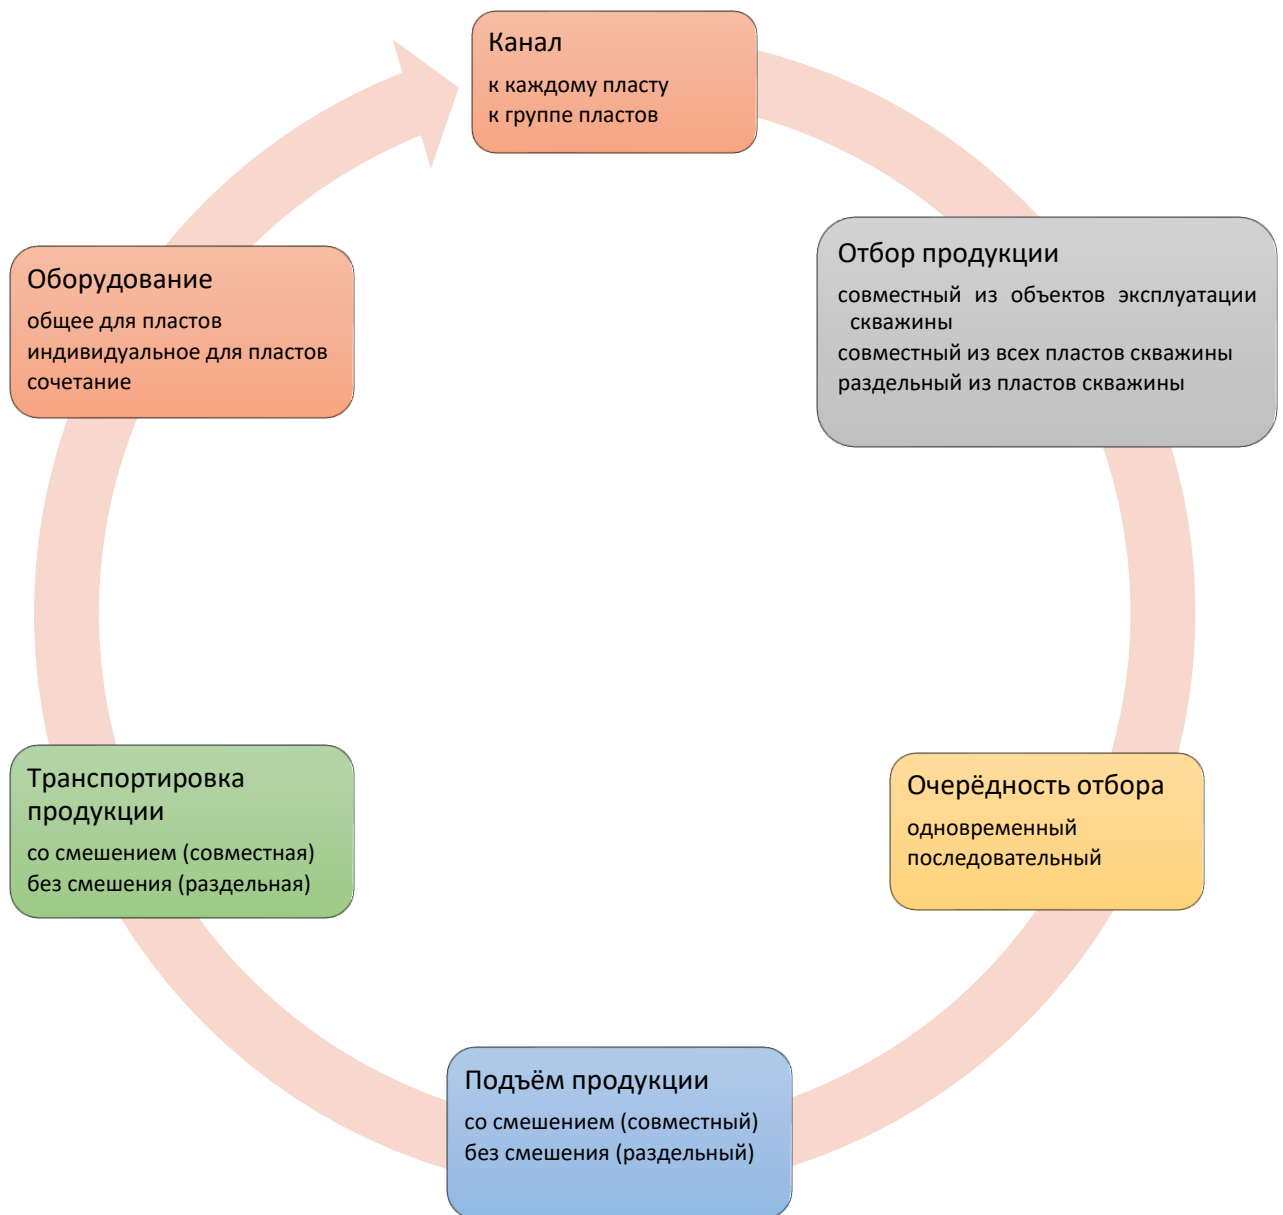 Канал
к каждому пласту
к группе пластов
Отбор продукции
совместный из объектов эксплуатации
скважины
совместный из всех пластов скважины
раздельный из пластов скважины
Очерёдность отбора
одновременный
последовательный
Подъём продукции
со смешением (совместный)
без смешения (раздельный)
Транспортировка
продукции
со смешением (совместная)
без смешения (раздельная)
Оборудование
общее для пластов
индивидуальное для пластов
сочетание